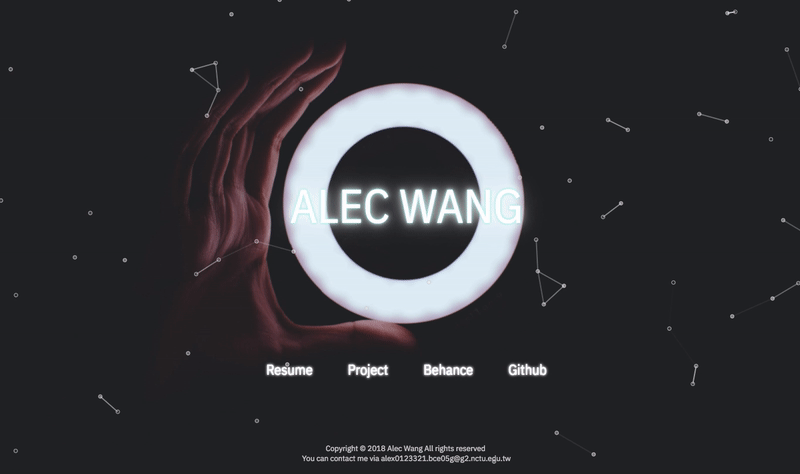 ALEC WANG
Resume Project Behance Github
Copyright © 2018 Alec Wang All rights reserved
You can contact me via alex0123321.bce05g@g2.nctu.egu.tw